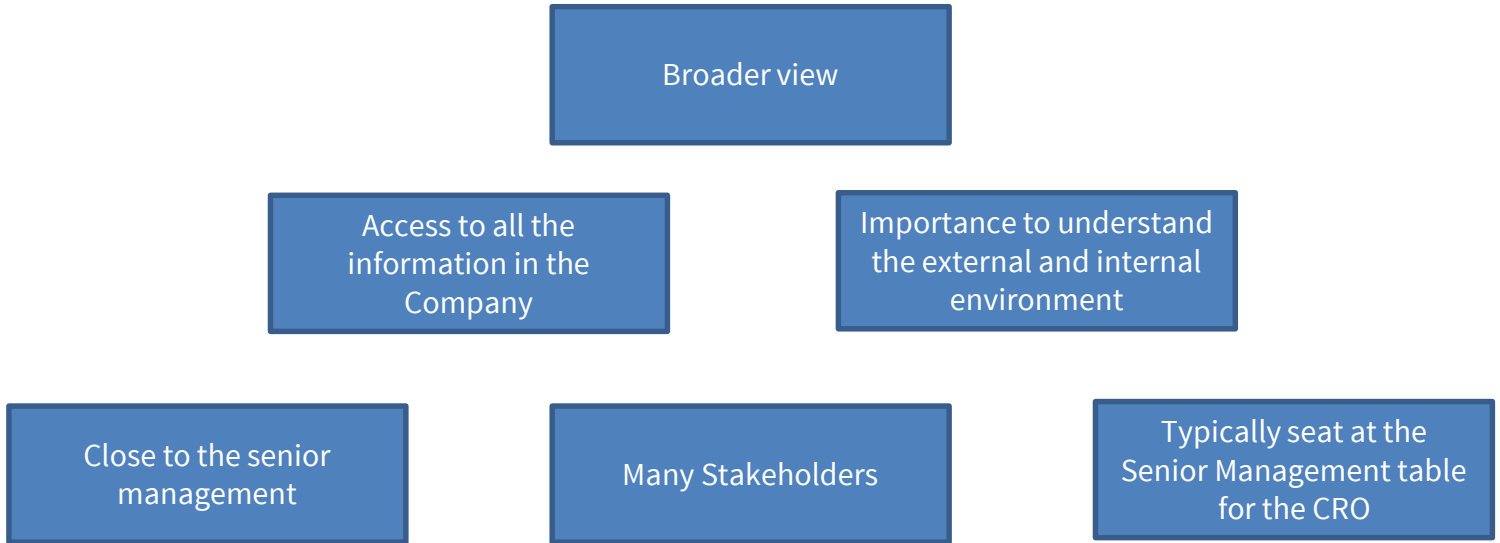 Broader view
Access to all the
information in the
Company
Importance to understand
the external and internal
environment
Close to the senior
management
Many Stakeholders
Typically seat at the
Senior Management table
for the CRO